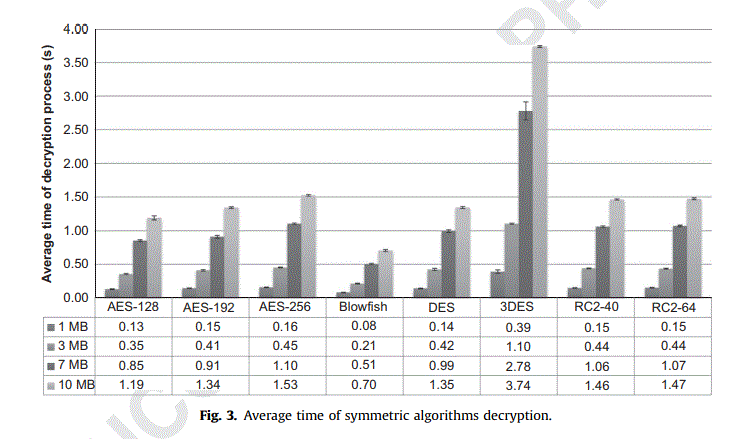 4.00
3.50
3.00
2.50
2.00
1.50
1.00
0.50
0.00
Average time of decryption process (s)
AES-128 AES-192 AES-256 Blowfish DES 3DES RC2-40 RC2-64
1 MB 0.13 0.15 0.16 0.08 0.14 0.39 0.15 0.15
3 MB 0.35 0.41 0.45 0.21 0.42 1.10 0.44 0.44
7 MB 0.85 0.91 1.10 0.51 0.99 2.78 1.06 1.07
10 MB 1.19 1.34 1.53 0.70 1.35 3.74 1.46 1.47
Fig. 3. Average time of symmetric algorithms decryption.